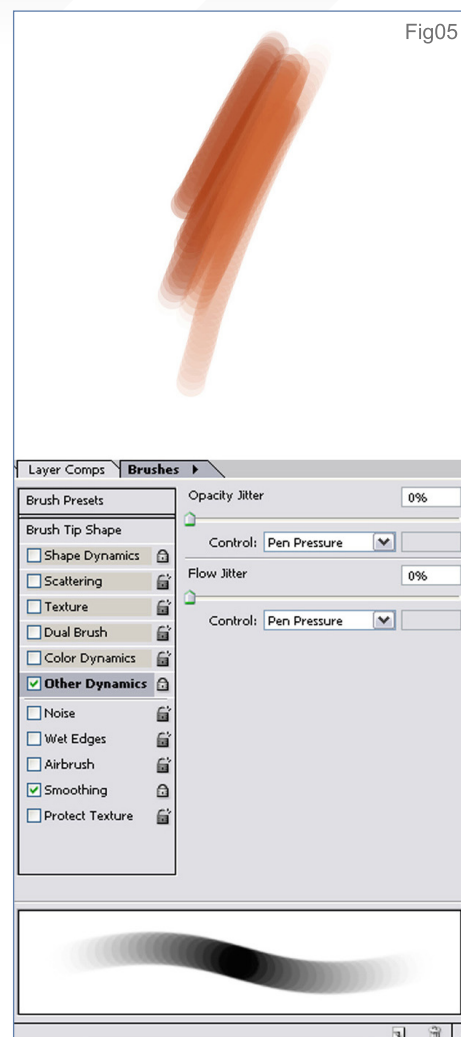 Fig05
Layer Comps Brushes
Brush Presets
Brush Tip Shape
Shape Dynamics
Scattering
Texture
Dual Brush
Color Dynamics
Other Dynamics
Noise
Wet Edges
Airbrush
Smoothing
Protect Texture
Opacity Jitter 0%
Control: Pen Pressure
Flow Jitter 0%
Control: Pen Pressure